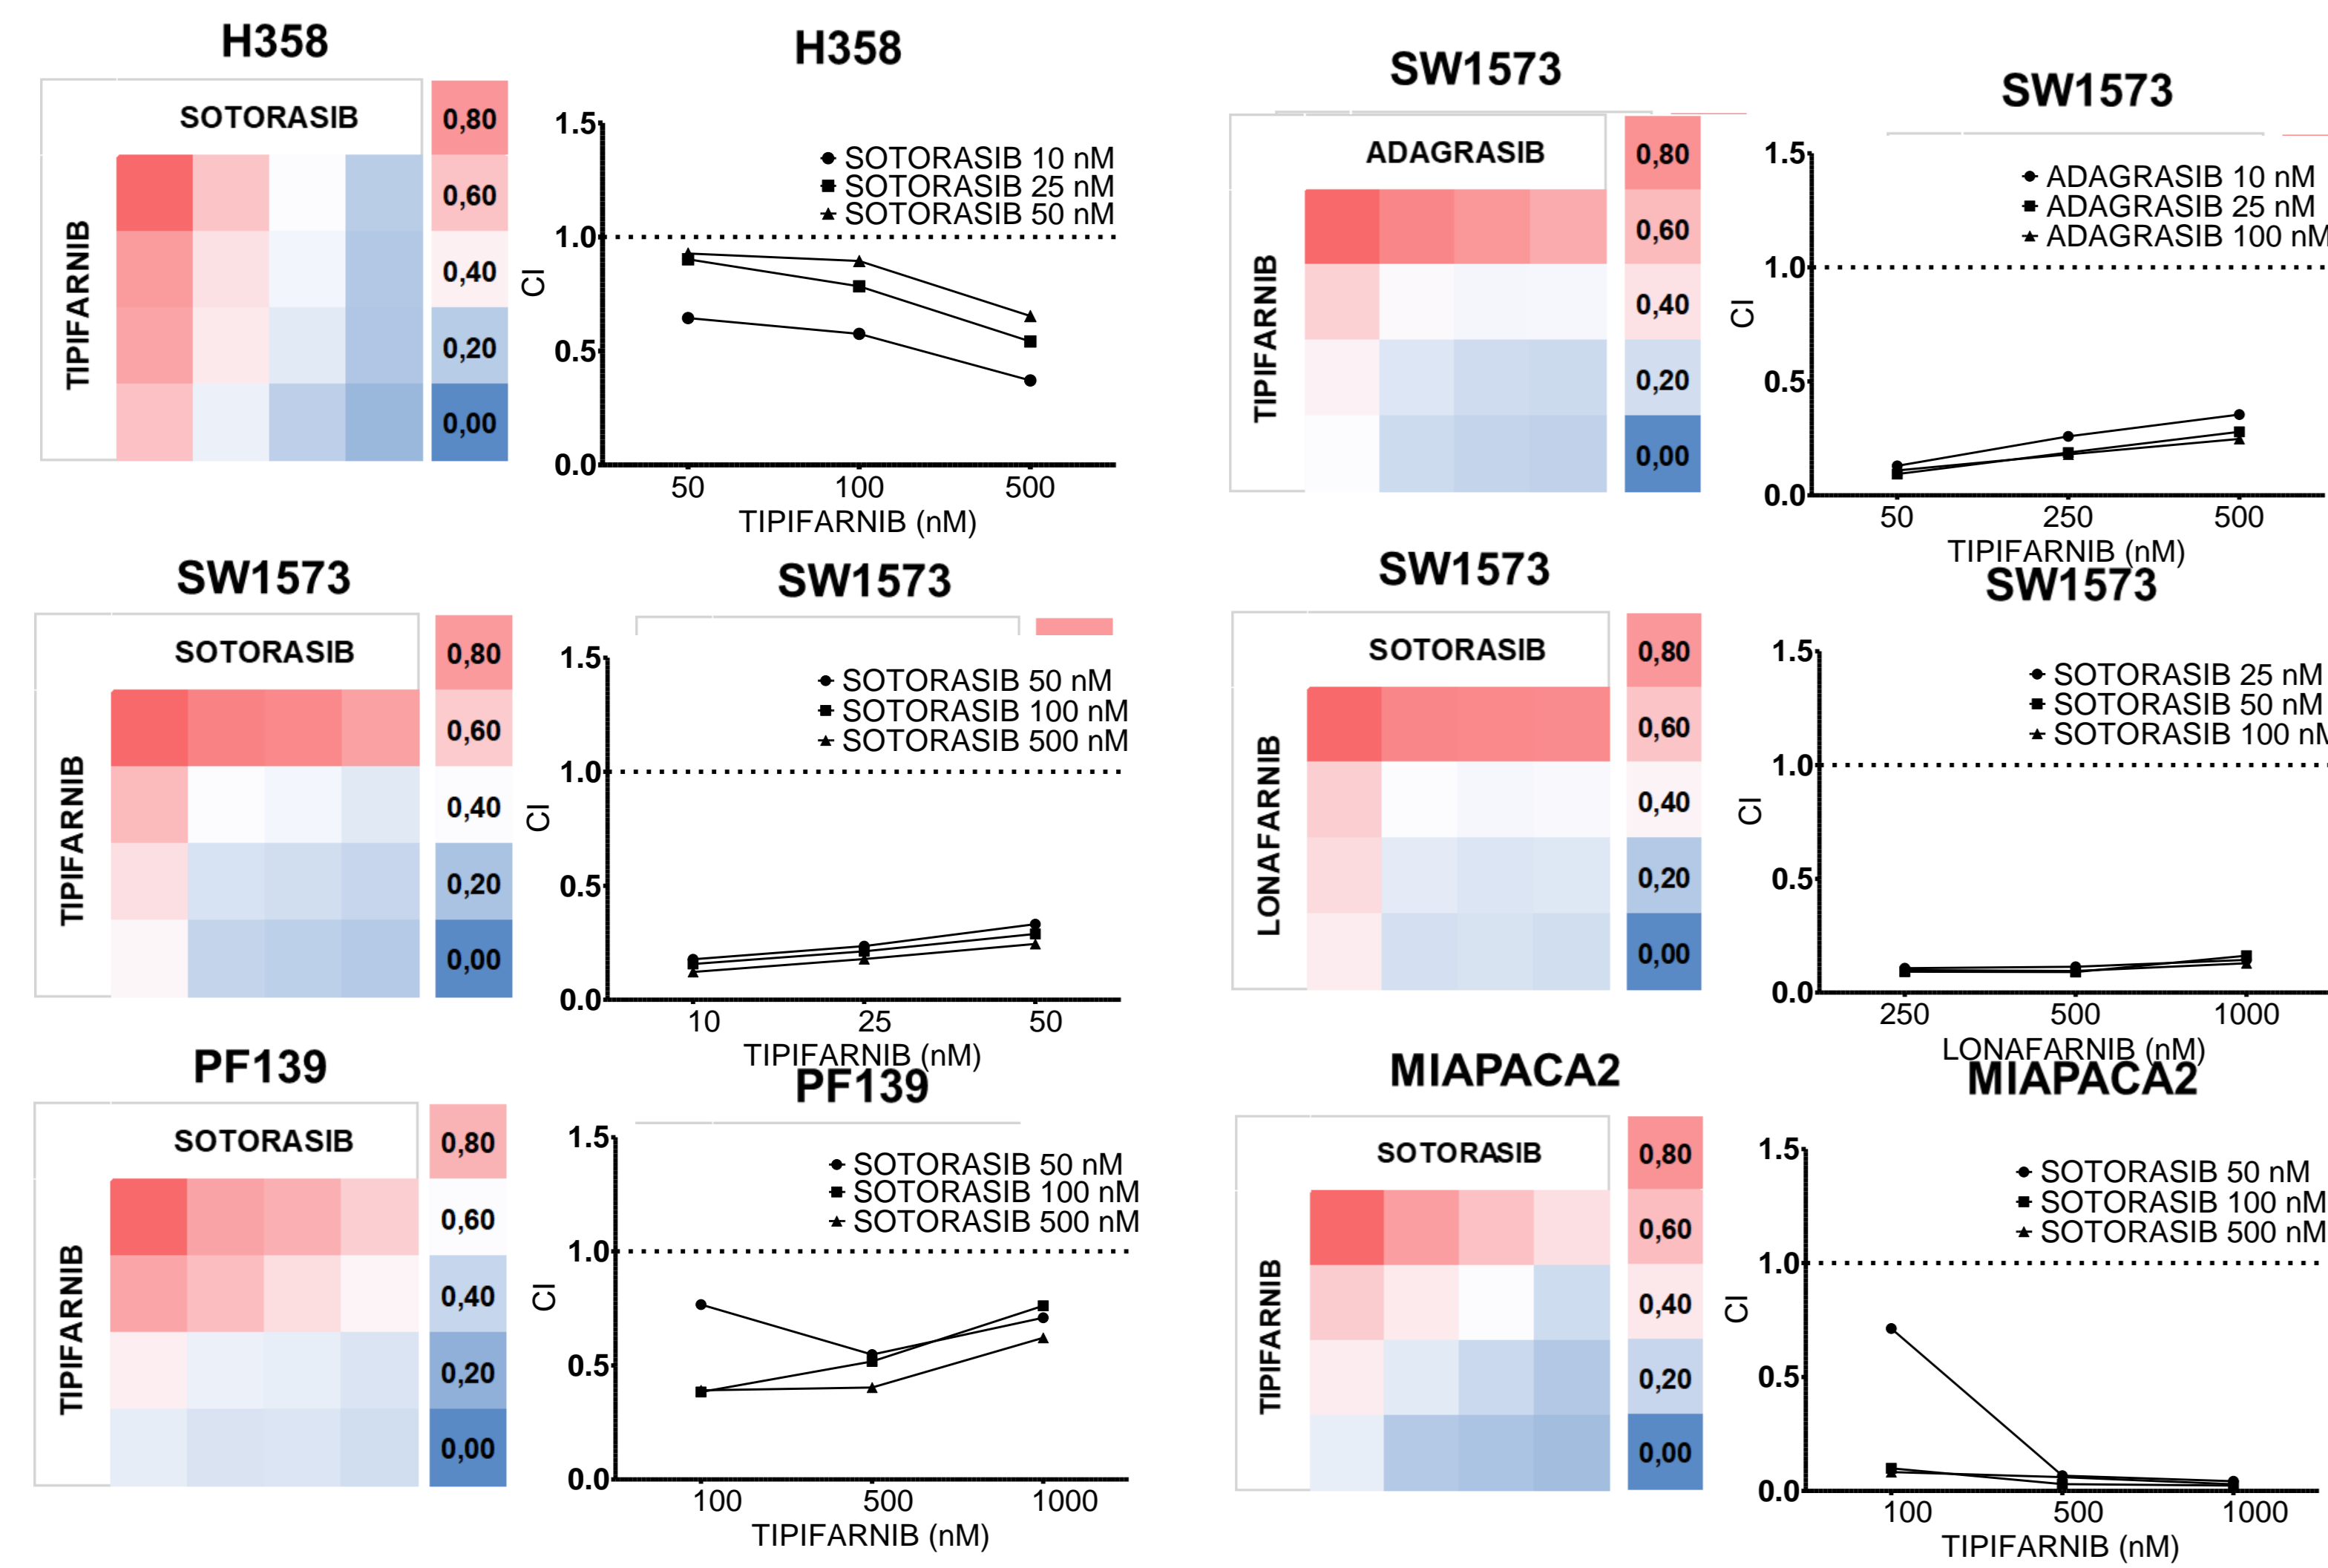 H358
SOTORASIB
TIPIFARNIB
0,80
0,60
0,40
0,20
0,00
H358
CI
1.5
1.0
0.5
0.0
SOTORASIB 10 nM
SOTORASIB 25 nM
SOTORASIB 50 nM
50 100 500
TIPIFARNIB (nM)
SW1573
ADAGRASIB
TIPIFARNIB
0,80
0,60
0,40
0,20
0,00
SW1573
CI
1.5
1.0
0.5
0.0
ADAGRASIB 10 nM
ADAGRASIB 25 nM
ADAGRASIB 100 nM
50 250 500
TIPIFARNIB (nM)
SW1573
SOTORASIB
TIPIFARNIB
0,80
0,60
0,40
0,20
0,00
SW1573
CI
1.5
1.0
0.5
0.0
SOTORASIB 50 nM
SOTORASIB 100 nM
SOTORASIB 500 nM
10 25 50
TIPIFARNIB (nM)
SW1573
SOTORASIB
LONAFARNIB
0,80
0,60
0,40
0,20
0,00
SW1573
CI
1.5
1.0
0.5
0.0
SOTORASIB 25 nM
SOTORASIB 50 nM
SOTORASIB 100 nM
250 500 1000
LONAFARNIB (nM)
PF139
SOTORASIB
TIPIFARNIB
0,80
0,60
0,40
0,20
0,00
PF139
CI
1.5
1.0
0.5
0.0
SOTORASIB 50 nM
SOTORASIB 100 nM
SOTORASIB 500 nM
100 500 1000
TIPIFARNIB (nM)
MIAPACA2
SOTORASIB
TIPIFARNIB
0,80
0,60
0,40
0,20
0,00
MIAPACA2
CI
1.5
1.0
0.5
0.0
SOTORASIB 50 nM
SOTORASIB 100 nM
SOTORASIB 500 nM
100 500 1000
TIPIFARNIB (nM)